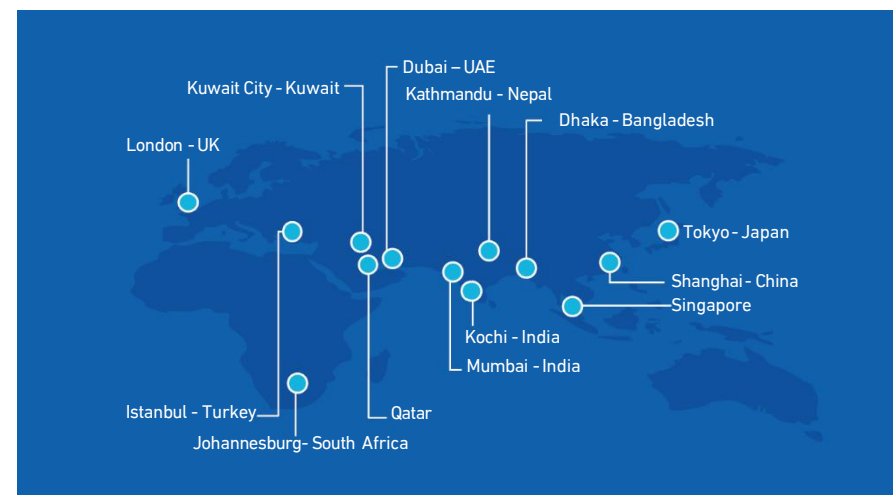 Dubai – UAE
Kuwait City - Kuwait
Kathmandu - Nepal
Dhaka - Bangladesh
London - UK
Tokyo - Japan
Shanghai - China
Singapore
Kochi - India
Mumbai - India
Istanbul - Turkey
Qatar
Johannesburg- South Africa